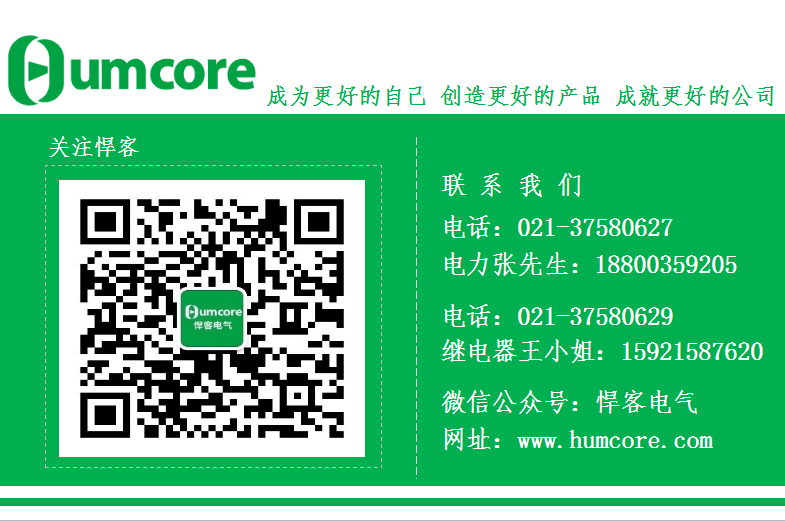 Humcore
成为更好的自己 创造更好的产品 成就更好的公司
关注悍客
Humcore
悍客电气
联 系 我 们
电话：021-37580627
电力张先生：18800359205
电话：021-37580629
继电器王小姐：15921587620
微信公众号：悍客电气
网址：www.humcore.com